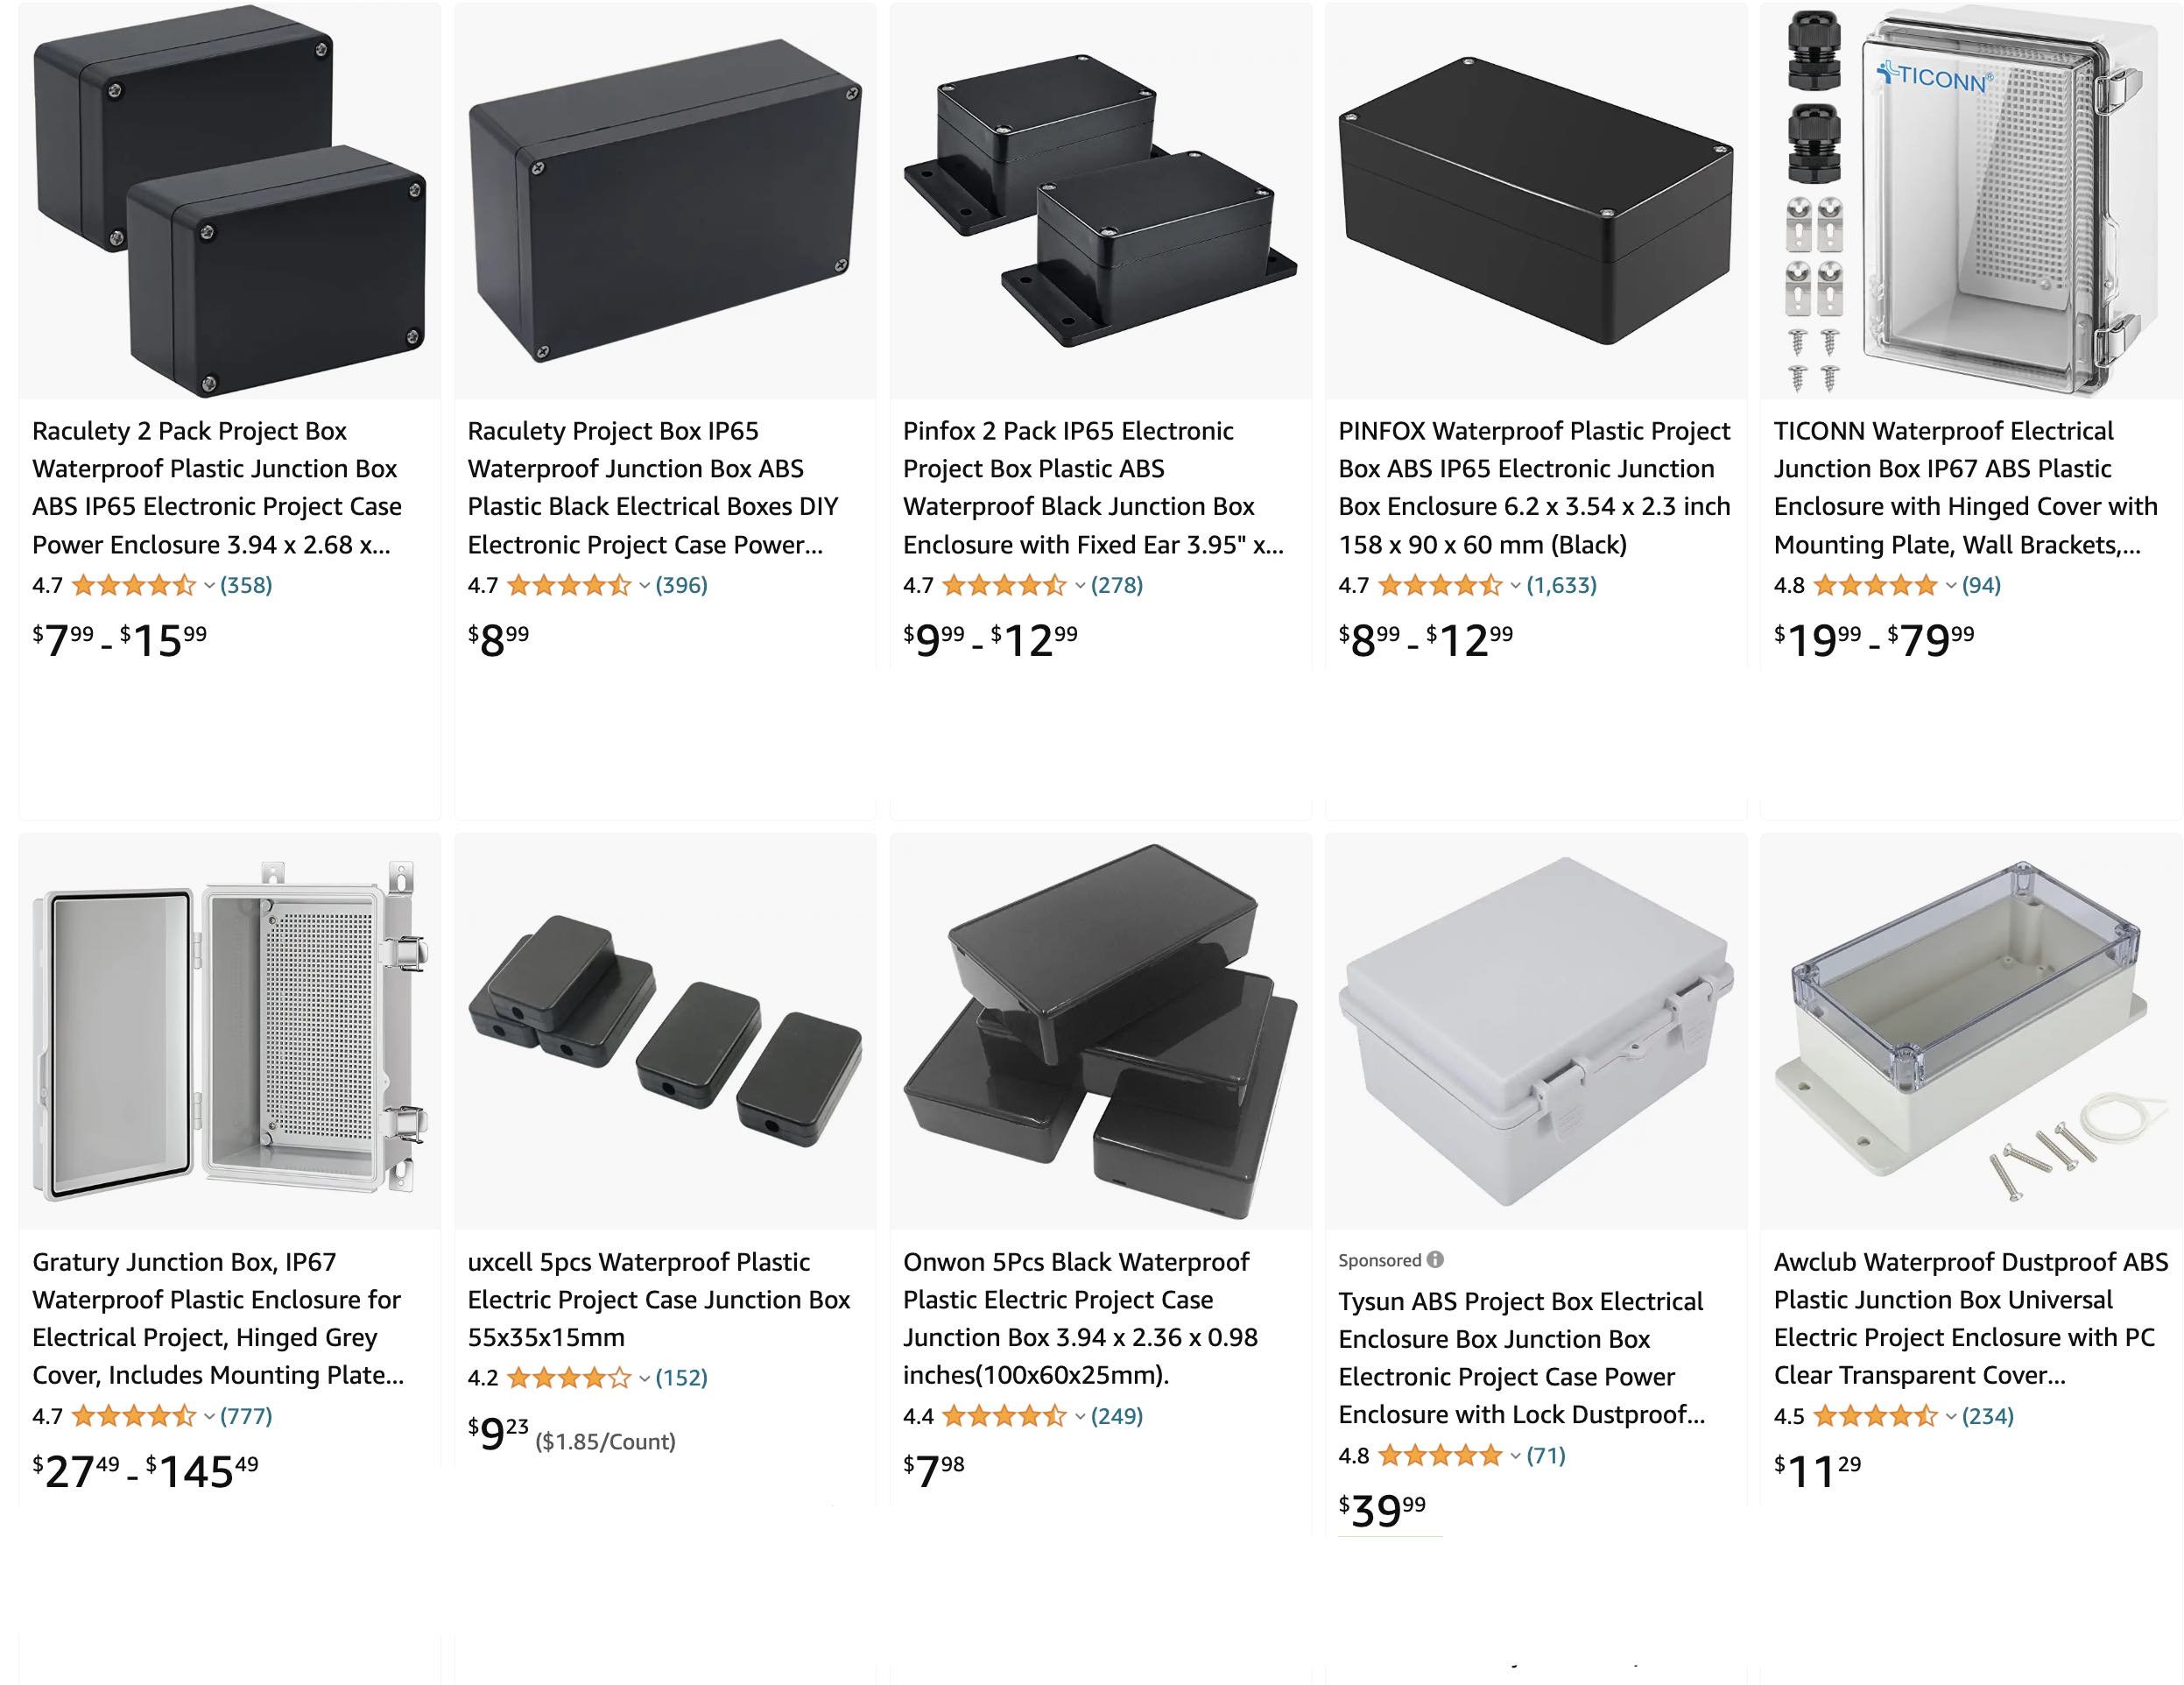 TICONN®
Raculety 2 Pack Project Box
Waterproof Plastic Junction Box
ABS IP65 Electronic Project Case
Power Enclosure 3.94 x 2.68 x...
4.7 (358)
$7.99 - $15.99
Raculety Project Box IP65
Waterproof Junction Box ABS
Plastic Black Electrical Boxes DIY
Electronic Project Case Power...
4.7 (396)
$8.99
Pinfox 2 Pack IP65 Electronic
Project Box Plastic ABS
Waterproof Black Junction Box
Enclosure with Fixed Ear 3.95" x...
4.7 (278)
$9.99 - $12.99
PINFOX Waterproof Plastic Project
Box ABS IP65 Electronic Junction
Box Enclosure 6.2 x 3.54 x 2.3 inch
158 x 90 x 60 mm (Black)
4.7 (1,633)
$8.99 - $12.99
TICONN Waterproof Electrical
Junction Box IP67 ABS Plastic
Enclosure with Hinged Cover with
Mounting Plate, Wall Brackets,...
4.8 (94)
$19.99 - $79.99
Gratury Junction Box, IP67
Waterproof Plastic Enclosure for
Electrical Project, Hinged Grey
Cover, Includes Mounting Plate...
4.7 (777)
$27.49 - $145.49
uxcell 5pcs Waterproof Plastic
Electric Project Case Junction Box
55x35x15mm
4.2 (152)
$9.23 ($1.85/Count)
Onwon 5Pcs Black Waterproof
Plastic Electric Project Case
Junction Box 3.94 x 2.36 x 0.98
inches(100x60x25mm).
4.4 (249)
$7.98
Sponsored
Tysun ABS Project Box Electrical
Enclosure Box Junction Box
Electronic Project Case Power
Enclosure with Lock Dustproof...
4.8 (71)
$39.99
Awclub Waterproof Dustproof ABS
Plastic Junction Box Universal
Electric Project Enclosure with PC
Clear Transparent Cover...
4.5 (234)
$11.29